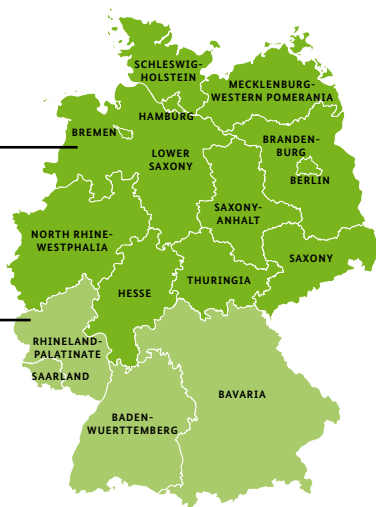 SCHLESWIG-
HOLSTEIN
MECKLENBURG-
WESTERN POMERANIA
HAMBURG
BREMEN
BRANDEN-
BURG
LOWER
SAXONY
BERLIN
SAXONY-
ANHALT
NORTH RHINE-
WESTPHALIA
SAXONY
THURINGIA
HESSE
RHINELAND-
PALATINATE
SAARLAND
BAVARIA
BADEN-
WUERTTEMBERG